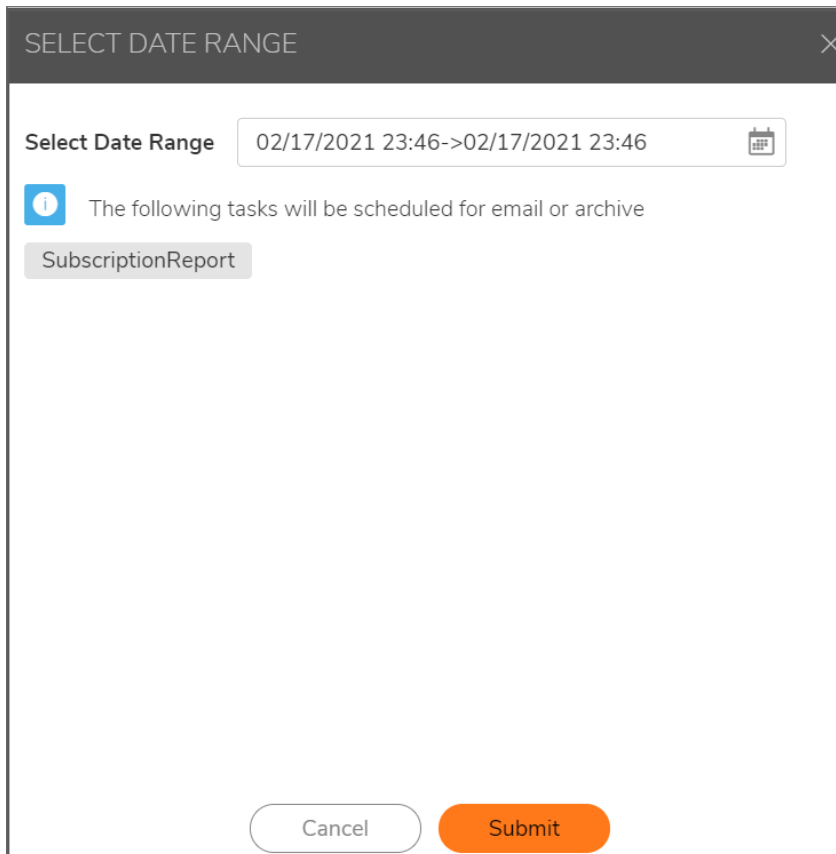 SELECT DATE RANGE
Select Date Range 02/17/2021 23:46->02/17/2021 23:46
The following tasks will be scheduled for email or archive
SubscriptionReport
Cancel Submit